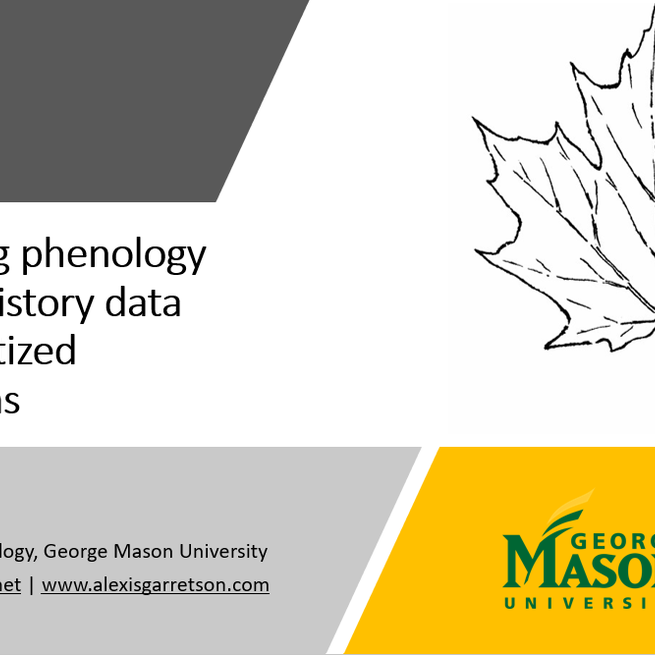 g phenology
istory data
tized
ns
logy, George Mason University
net | www.alexisgarretson.com
GEORG
MASO
UNIVERSI